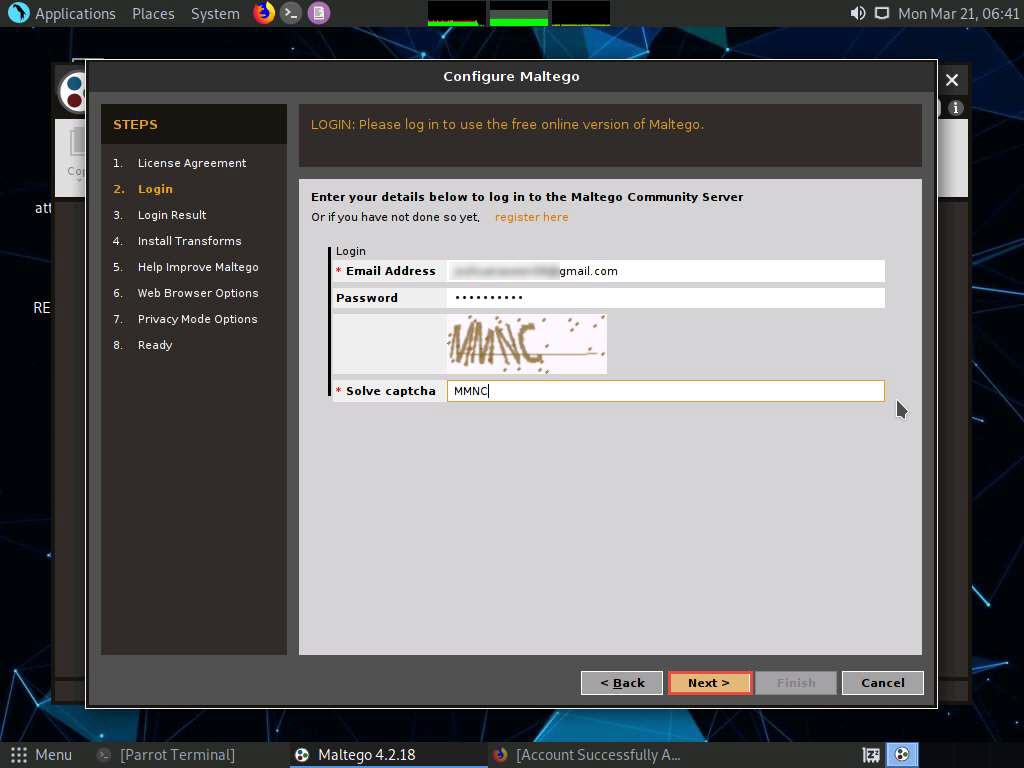 Applications Places System Mon Mar 21, 06:41
Configure Maltego
STEPS
1. License Agreement
2. Login
3. Login Result
4. Install Transforms
5. Help Improve Maltego
6. Web Browser Options
7. Privacy Mode Options
8. Ready
LOGIN: Please log in to use the free online version of Maltego.
Enter your details below to log in to the Maltego Community Server
Or if you have not done so yet, register here
Login
* Email Address @gmail.com
Password ••••••••••
MMNC
* Solve captcha MMNC
< Back Next > Finish Cancel
Cop
att
RE
Menu [Parrot Terminal] Maltego 4.2.18 [Account Successfully A...